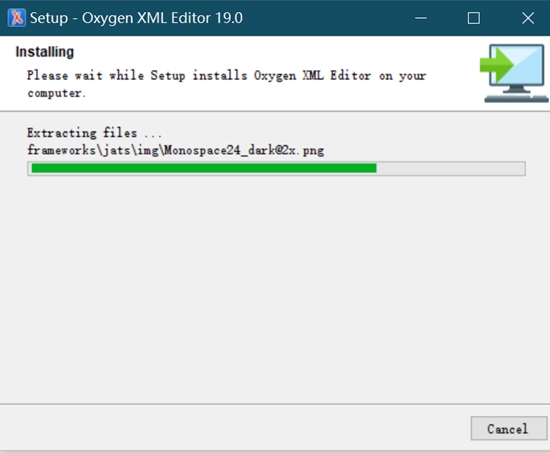 Setup - Oxygen XML Editor 19.0
Installing
Please wait while Setup installs Oxygen XML Editor on your
computer.
Extracting files ...
frameworks\jats\img\Monospace24_dark@2x.png
Cancel